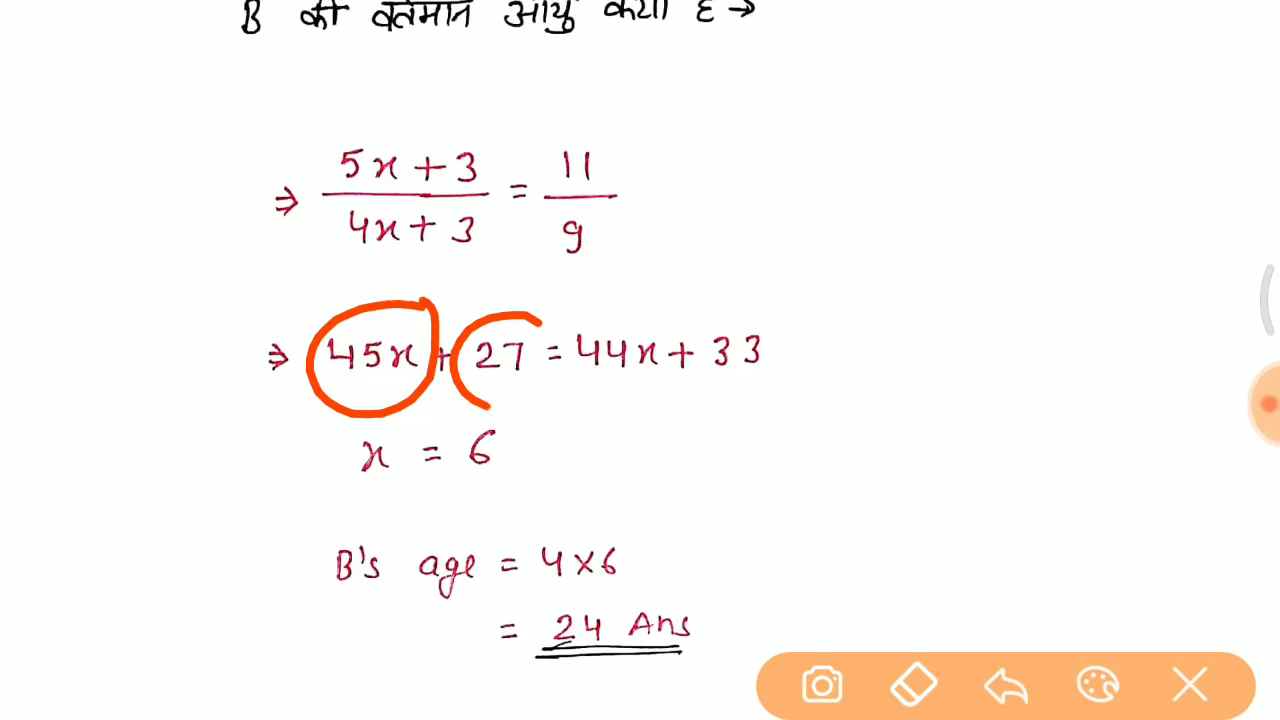 B की वर्तमान आयु क्या है →
⇒ 5x + 3 / 4x + 3 = 11 / 9
⇒ 45x + 27 = 44x + 33
x = 6
B's age = 4 × 6
= 24 Ans